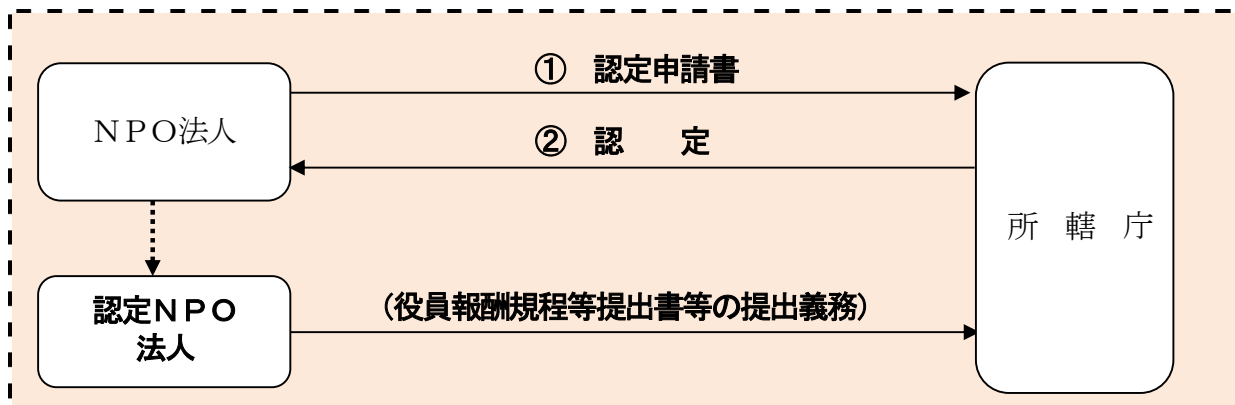 ① 認定申請書
ＮＰＯ法人
② 認　　定
所　轄　庁
認定ＮＰＯ
法人
（役員報酬規程等提出書等の提出義務）